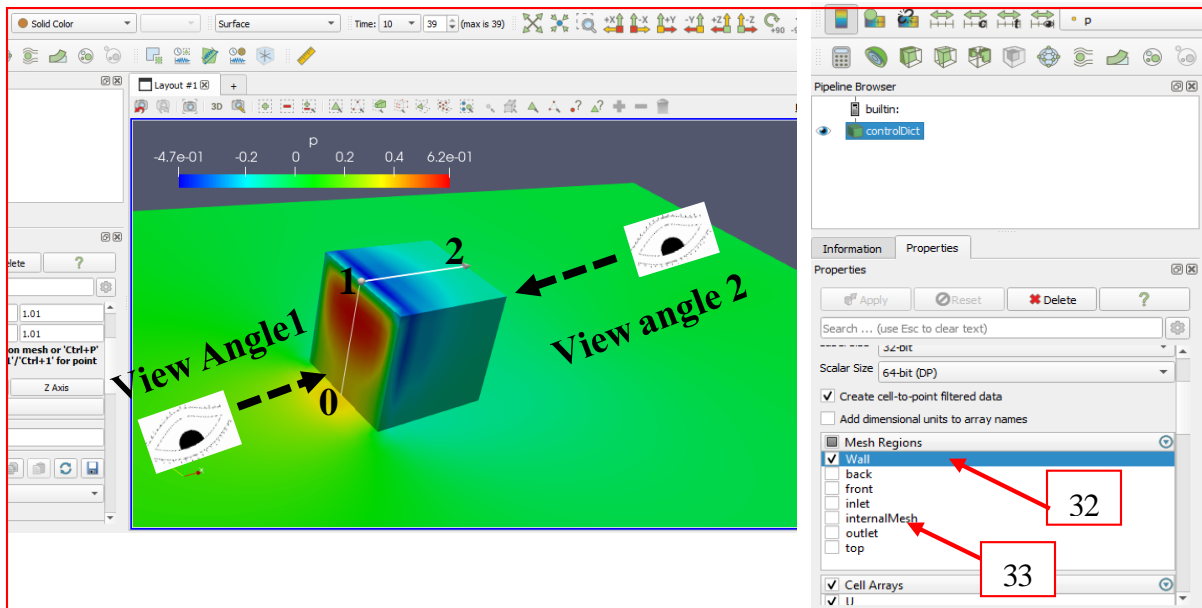 Solid Color
Surface
Time: 10 39 (max is 39)
+X -X +Y -Y +Z -Z +90
p
Layout #1
+
3D
p
-4.7e-01 -0.2 0 0.2 0.4 6.2e-01
1
2
0
View Angle1
View angle 2
elete
?
1.01
1.01
on mesh or 'Ctrl+P'
1'/'Ctrl+1' for point
Z Axis
Pipeline Browser
builtin:
controlDict
Information Properties
Properties
Apply Reset Delete ?
Search ... (use Esc to clear text)
32-bit
Scalar Size 64-bit (DP)
Create cell-to-point filtered data
Add dimensional units to array names
Mesh Regions
Wall
back
front
inlet
internalMesh
outlet
top
32
33
Cell Arrays
U